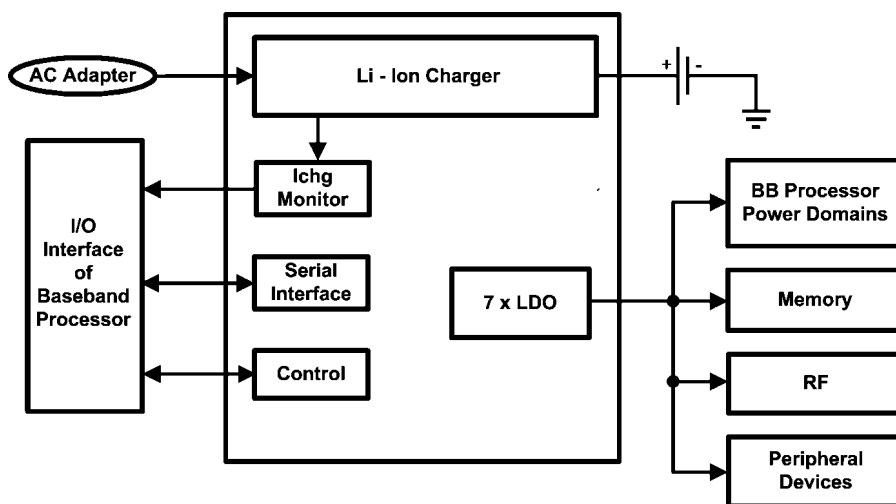 AC Adapter
Li - Ion Charger
+ -
Ichg
Monitor
I/O
Interface
of
Baseband
Processor
Serial
Interface
Control
7 x LDO
BB Processor
Power Domains
Memory
RF
Peripheral
Devices